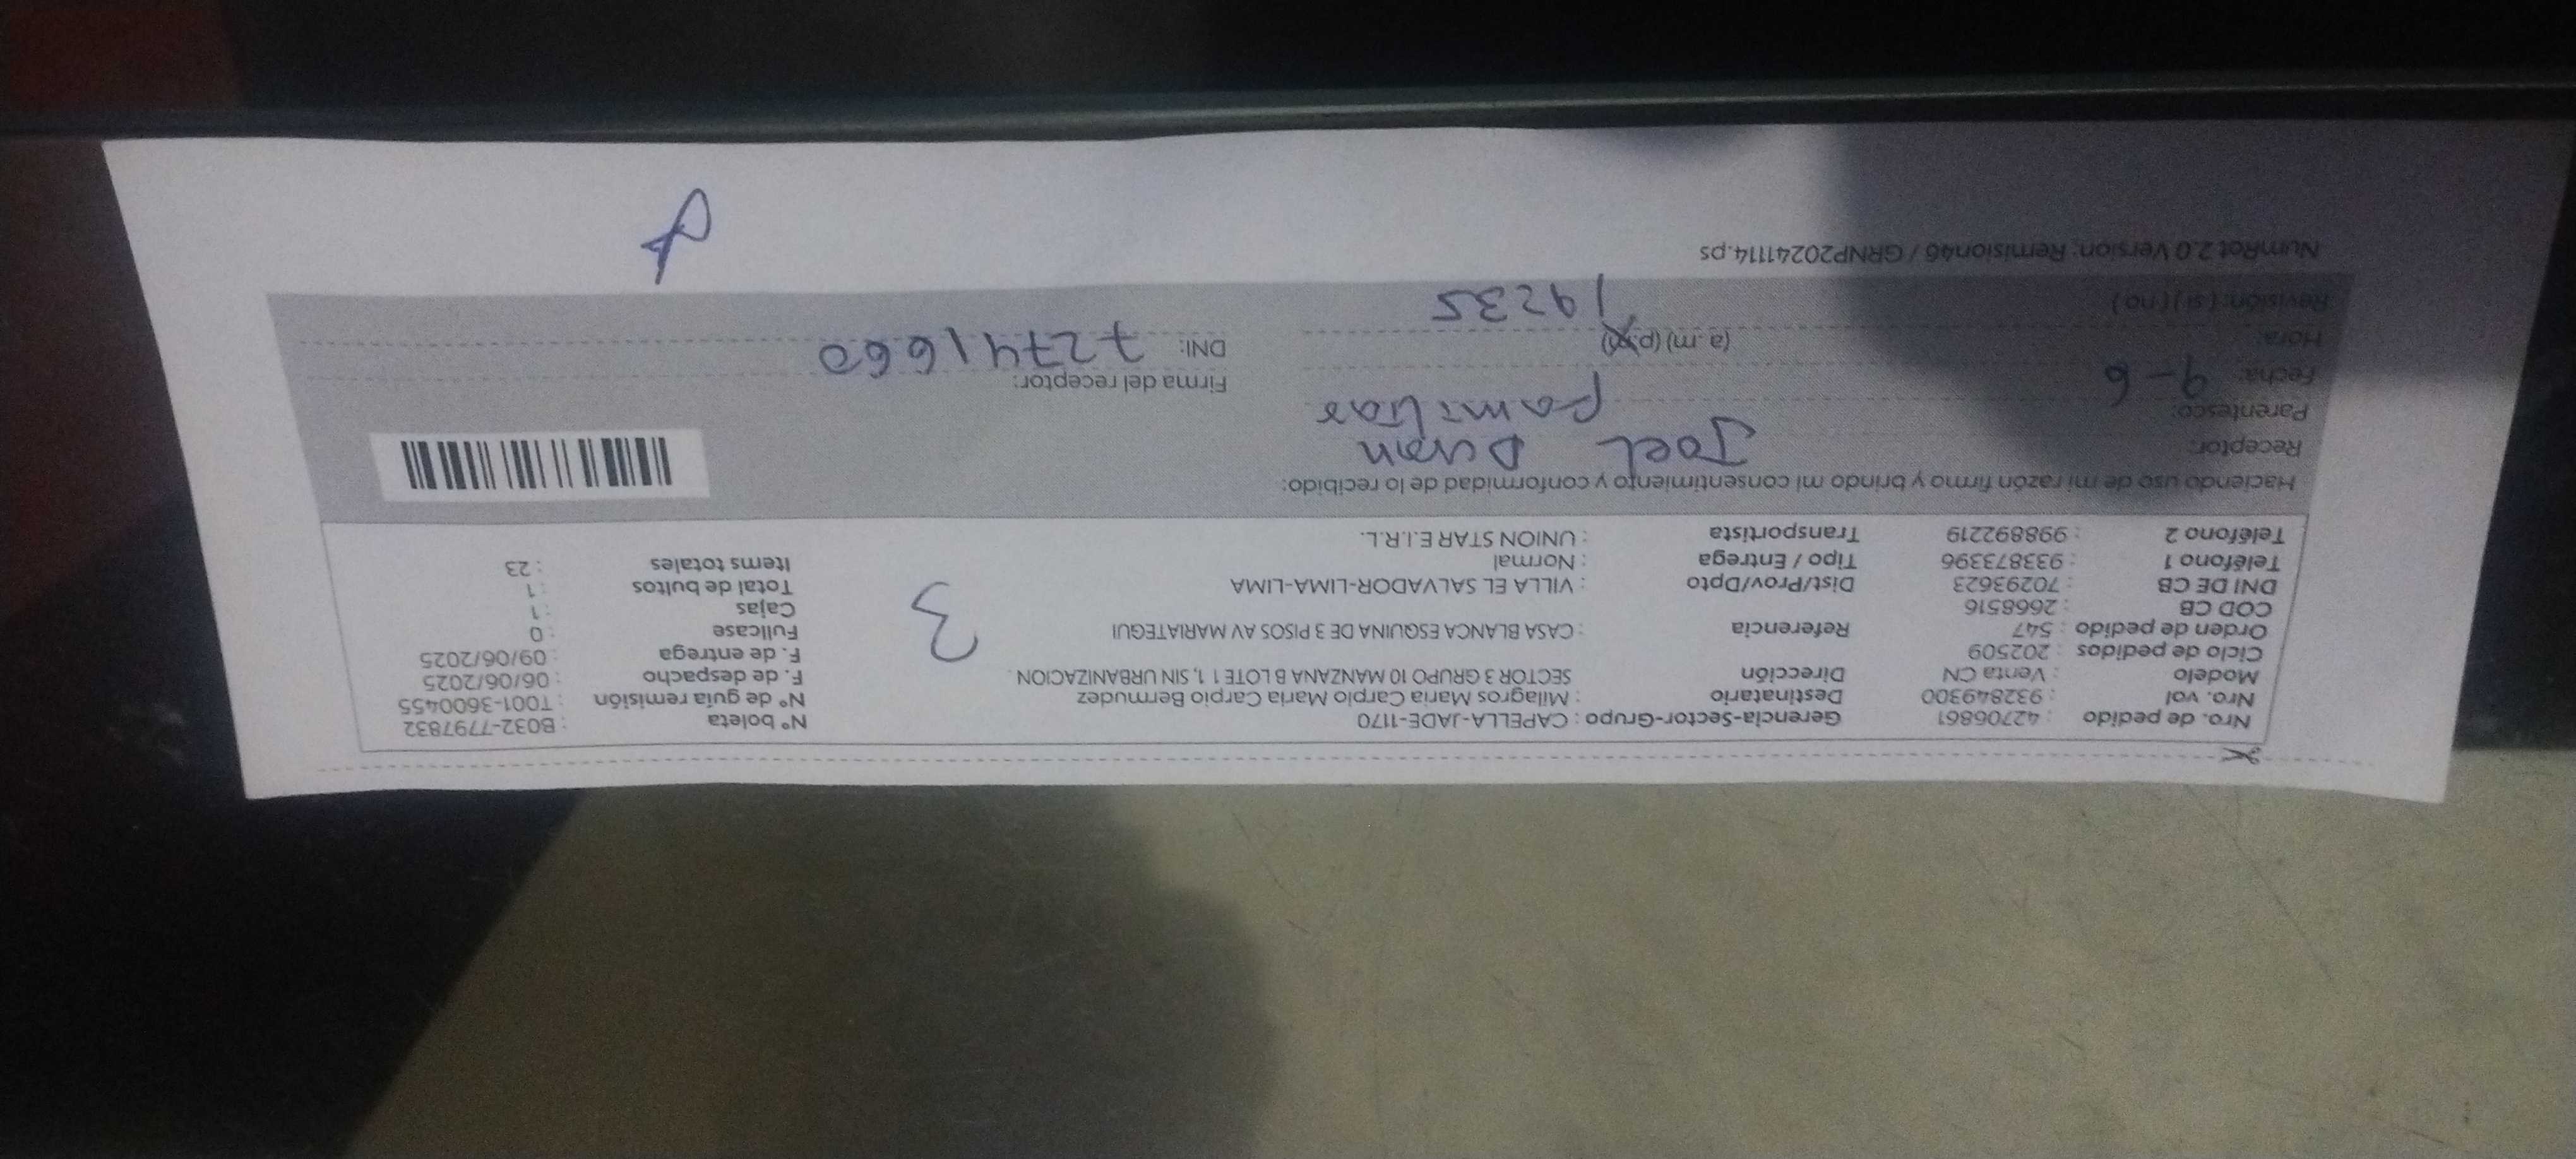 Nro. de pedido : 42706861 Gerencia-Sector-Grupo : CAPELLA-JADE-1170 N° boleta : B032-7797832
Nro. vol : 932849300 Destinatario : Milagros Maria Carpio Maria Carpio Bermudez N° de guía remisión : T001-3600455
Modelo : Venta CN Dirección SECTOR 3 GRUPO 10 MANZANA B LOTE 1 1, SIN URBANIZACION . F. de despacho : 06/06/2025
Ciclo de pedidos : 202509 F. de entrega : 09/06/2025
Orden de pedido : 547 Referencia : CASA BLANCA ESQUINA DE 3 PISOS AV MARIATEGUI Fullcase : 0
3
COD CB : 2668516 Cajas : 1
DNI DE CB : 70293623 Dist/Prov/Dpto : VILLA EL SALVADOR-LIMA-LIMA Total de bultos : 1
Teléfono 1 : 933873396 Tipo / Entrega : Normal Items totales : 23
Teléfono 2 : 998892219 Transportista : UNION STAR E.I.R.L.
Haciendo uso de mi razón firmo y brindo mi consentimiento y conformidad de lo recibido:
Receptor: Joel
Parentesco: familiar
Fecha: 9-6 Firma del receptor:
Hora: (a.m) (p.m) DNI: 72741660
Revisión: ( si ) ( no ) 19235
NumRot 2.0 Version: Remision46 / GRNP20241114.ps